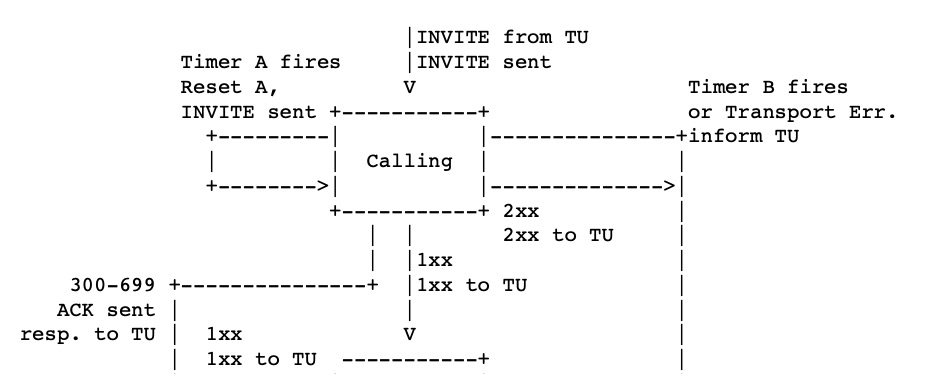 |INVITE from TU
Timer A fires     |INVITE sent
Reset A,          V                      Timer B fires
INVITE sent +-----------+                or Transport Err.
+---------|           |---------------+inform TU
|         |  Calling  |               |
+-------->|           |-------------->|
+-----------+ 2xx           |
|  |       2xx to TU     |
|  |1xx                  |
300-699 +---------------+  |1xx to TU            |
ACK sent |                  |                     |
resp. to TU |  1xx             V                     |
|  1xx to TU  -----------+               |